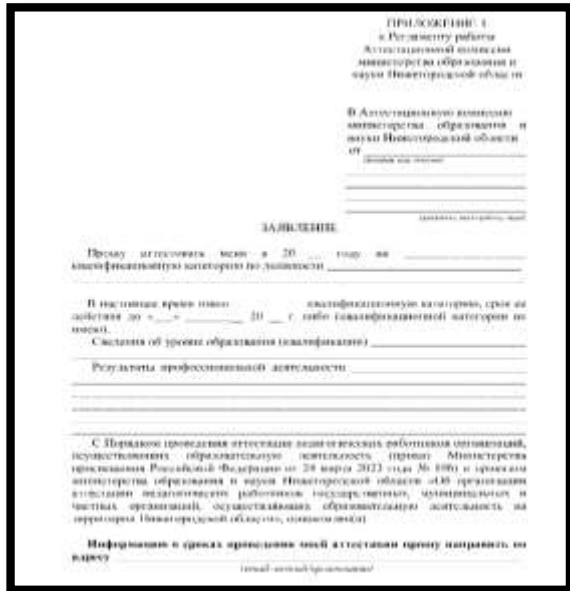 ПРИЛОЖЕНИЕ 1
к Регламенту работы
Аттестационной комиссии
министерства образования и
науки Нижегородской области
В Аттестационную комиссию
министерства образования и
науки Нижегородской области
от
ЗАЯВЛЕНИЕ
Прошу аттестовать меня в 20 __ году на
квалификационную категорию по должности
В настоящее время имею квалификационную категорию, срок ее
действия до «___» ________ 20 __ г. либо (квалификационной категории не
имею).
Сведения об уровне образования (квалификации)
Результаты профессиональной деятельности
С Порядком проведения аттестации педагогических работников организаций,
осуществляющих образовательную деятельность (приказ Министерства
просвещения Российской Федерации от 24 марта 2023 года № 196) и приказом
министерства образования и науки Нижегородской области «Об организации
аттестации педагогических работников государственных, муниципальных и
частных организаций, осуществляющих образовательную деятельность на
территории Нижегородской области», ознакомлен(а)
Информацию о сроках проведения моей аттестации прошу направить по
адресу